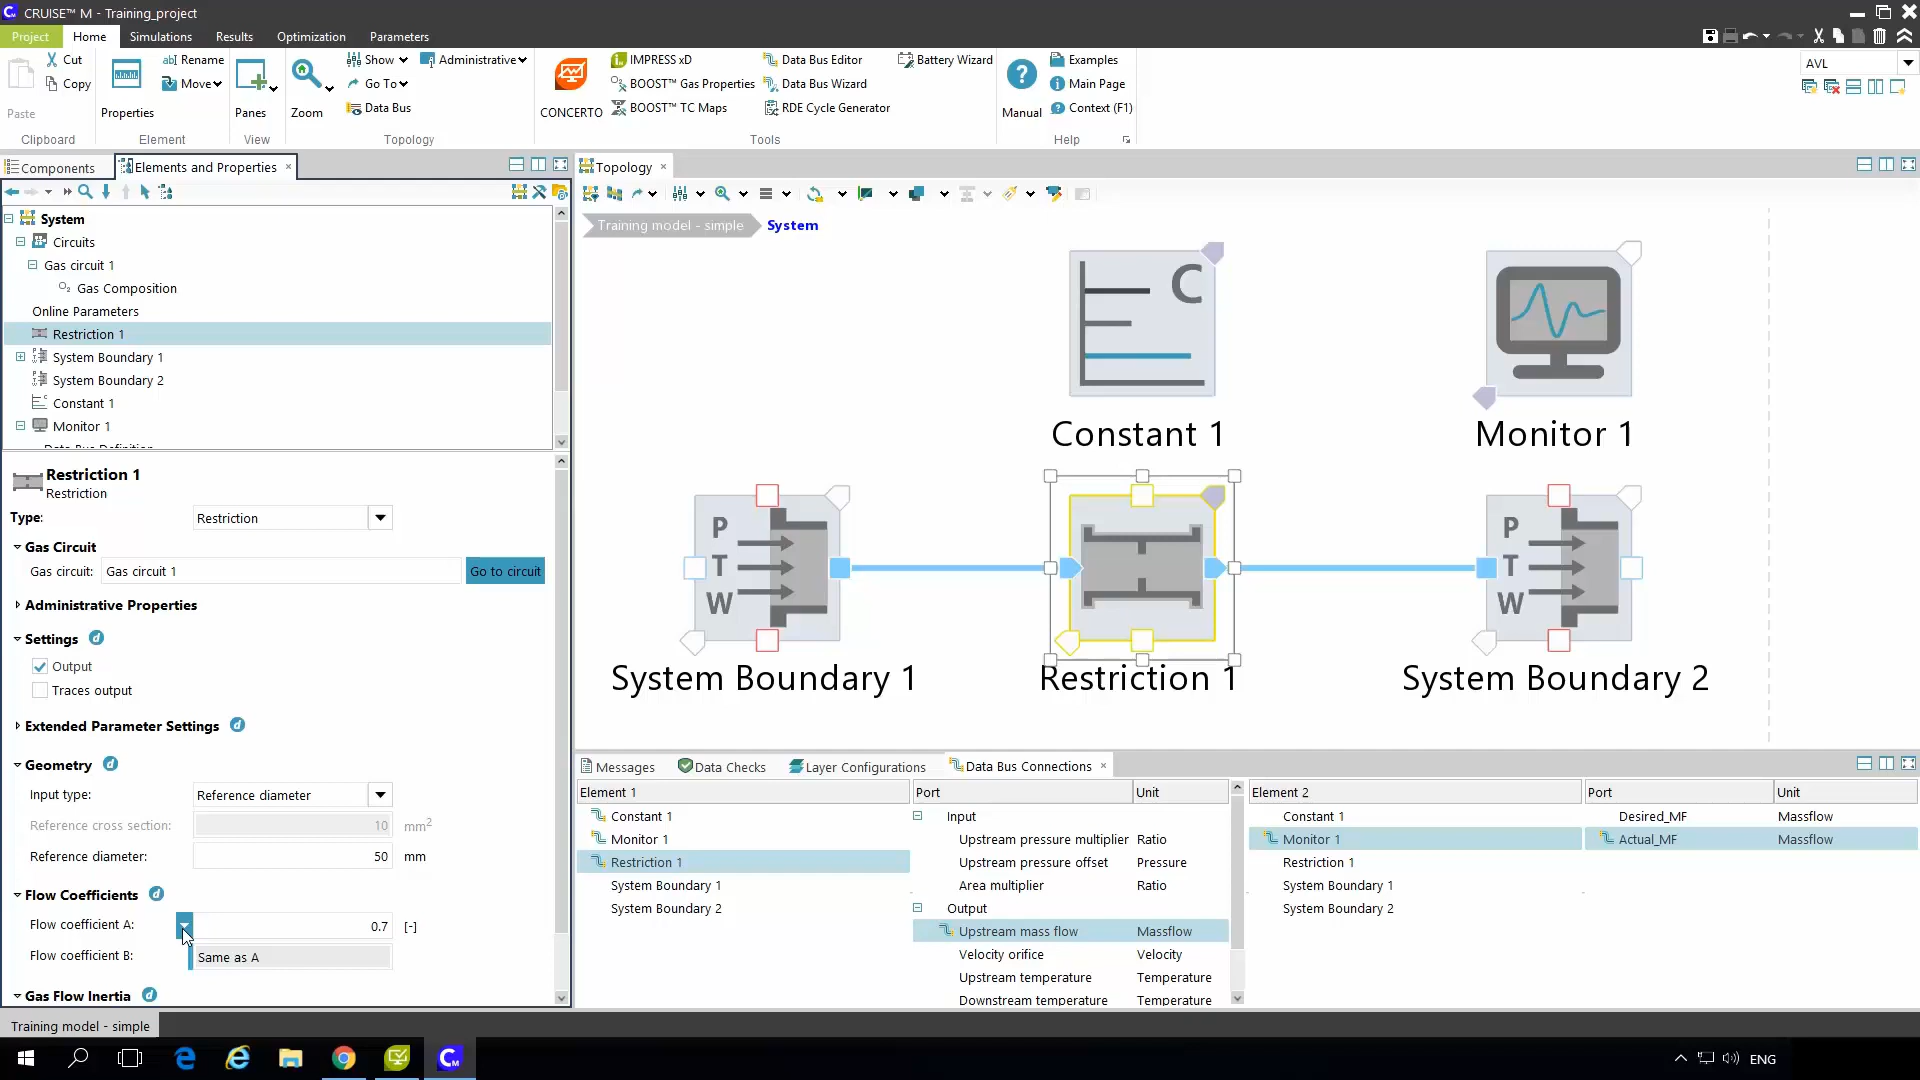 CRUISE™ M - Training_project
Project
Home
Simulations
Results
Optimization
Parameters
Paste
Cut
Copy
Clipboard
Properties
Rename
Move
Element
Panes
View
Zoom
Show
Go To
Data Bus
Administrative
Topology
CONCERTO
IMPRESS xD
BOOST™ Gas Properties
BOOST™ TC Maps
Data Bus Editor
Data Bus Wizard
RDE Cycle Generator
Battery Wizard
Tools
Manual
Examples
Main Page
Context (F1)
Help
AVL
Components
Elements and Properties
System
Circuits
Gas circuit 1
Gas Composition
Online Parameters
Restriction 1
System Boundary 1
System Boundary 2
Constant 1
Monitor 1
Restriction 1
Restriction
Type:
Restriction
Gas Circuit
Gas circuit:
Gas circuit 1
Go to circuit
Administrative Properties
Settings
Output
Traces output
Extended Parameter Settings
Geometry
Input type:
Reference diameter
Reference cross section:
10
mm2
Reference diameter:
50
mm
Flow Coefficients
Flow coefficient A:
0.7
[-]
Flow coefficient B:
Same as A
Gas Flow Inertia
Topology
Training model - simple
System
C
Constant 1
Monitor 1
P
T
W
System Boundary 1
Restriction 1
P
T
W
System Boundary 2
Messages
Data Checks
Layer Configurations
Data Bus Connections
Element 1
Port
Unit
Element 2
Port
Unit
Constant 1
Monitor 1
Restriction 1
System Boundary 1
System Boundary 2
Input
Upstream pressure multiplier Ratio
Upstream pressure offset Pressure
Area multiplier Ratio
Output
Upstream mass flow Massflow
Velocity orifice Velocity
Upstream temperature Temperature
Downstream temperature Temperature
Constant 1
Monitor 1
Restriction 1
System Boundary 1
System Boundary 2
Desired_MF Massflow
Actual_MF Massflow
Training model - simple
ENG